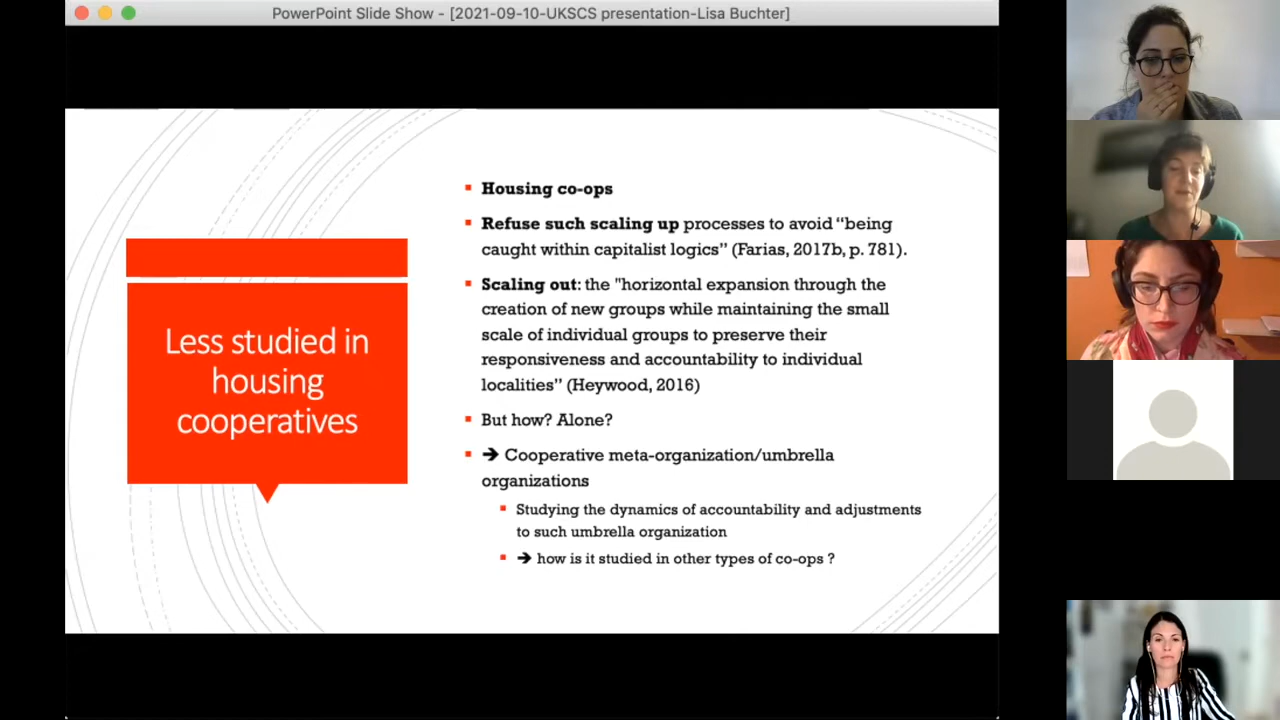 PowerPoint Slide Show - [2021-09-10-UKSCS presentation-Lisa Buchter]
Less studied in
housing
cooperatives
▪ Housing co-ops
▪ Refuse such scaling up processes to avoid “being
caught within capitalist logics” (Farias, 2017b, p. 781).
▪ Scaling out: the "horizontal expansion through the
creation of new groups while maintaining the small
scale of individual groups to preserve their
responsiveness and accountability to individual
localities” (Heywood, 2016)
▪ But how? Alone?
▪ ➔ Cooperative meta-organization/umbrella
organizations
▪ Studying the dynamics of accountability and adjustments
to such umbrella organization
▪ ➔ how is it studied in other types of co-ops ?